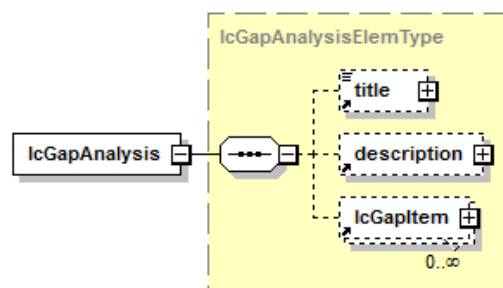 lcGapAnalysisElemType
title
lcGapAnalysis
description
lcGapItem
0..∞